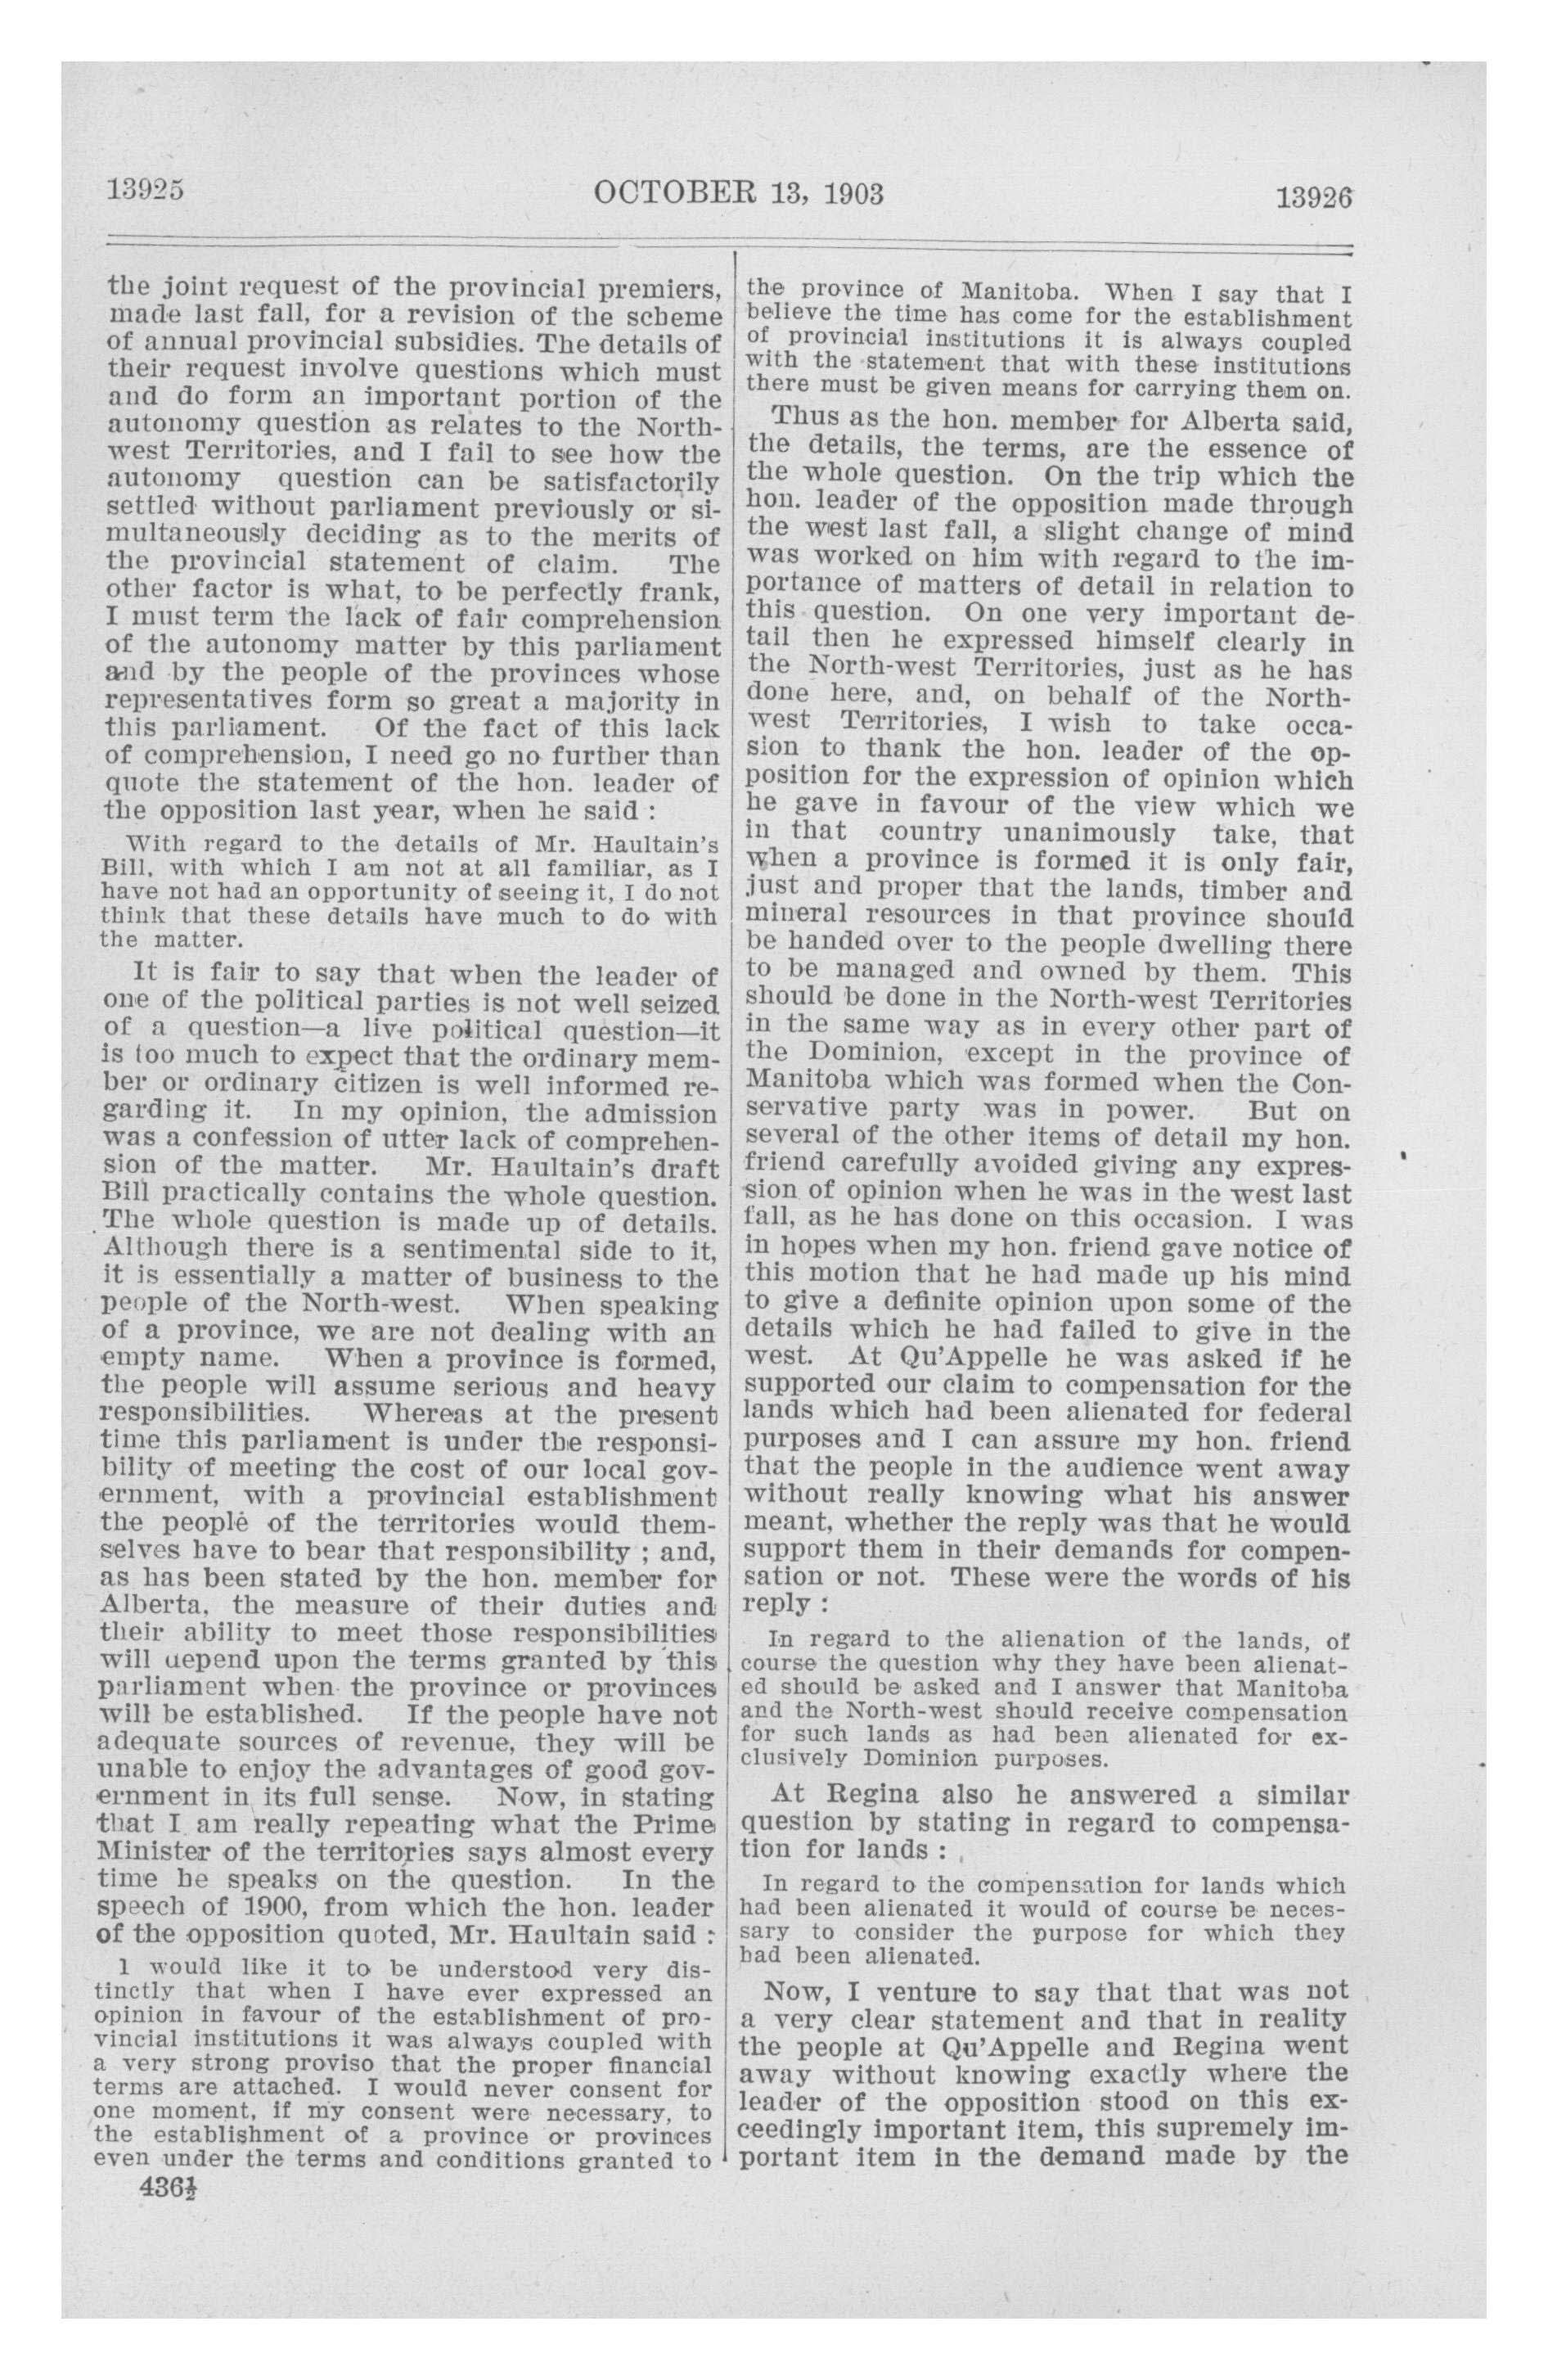 13925
OCTOBER 13, 1903
13926
the joint request of the provincial premiers,
made last fall, for a revision of the scheme
of annual provincial subsidies. The details of
their request involve questions which must
and do form an important portion of the
autonomy question as relates to the North-
west Territories, and I fail to see how the
autonomy question can be satisfactorily
settled without parliament previously or si-
multaneously deciding as to the merits of
the provincial statement of claim. The
other factor is what, to be perfectly frank,
I must term the lack of fair comprehension
of the autonomy matter by this parliament
and by the people of the provinces whose
representatives form so great a majority in
this parliament. Of the fact of this lack
of comprehension, I need go no further than
quote the statement of the hon. leader of
the opposition last year, when he said :
With regard to the details of Mr. Haultain's
Bill, with which I am not at all familiar, as I
have not had an opportunity of seeing it, I do not
think that these details have much to do with
the matter.
It is fair to say that when the leader of
one of the political parties is not well seized
of a question—a live political question—it
is too much to expect that the ordinary mem-
ber or ordinary citizen is well informed re-
garding it. In my opinion, the admission
was a confession of utter lack of comprehen-
sion of the matter. Mr. Haultain's draft
Bill practically contains the whole question.
The whole question is made up of details.
Although there is a sentimental side to it,
it is essentially a matter of business to the
people of the North-west. When speaking
of a province, we are not dealing with an
empty name. When a province is formed,
the people will assume serious and heavy
responsibilities. Whereas at the present
time this parliament is under the responsi-
bility of meeting the cost of our local gov-
ernment, with a provincial establishment
the people of the territories would them-
selves have to bear that responsibility ; and,
as has been stated by the hon. member for
Alberta, the measure of their duties and
their ability to meet those responsibilities
will depend upon the terms granted by this
parliament when the province or provinces
will be established. If the people have not
adequate sources of revenue, they will be
unable to enjoy the advantages of good gov-
ernment in its full sense. Now, in stating
that I am really repeating what the Prime
Minister of the territories says almost every
time he speaks on the question. In the
speech of 1900, from which the hon. leader
of the opposition quoted, Mr. Haultain said :
I would like it to be understood very dis-
tinctly that when I have ever expressed an
opinion in favour of the establishment of pro-
vincial institutions it was always coupled with
a very strong proviso that the proper financial
terms are attached. I would never consent for
one moment, if my consent were necessary, to
the establishment of a province or provinces
even under the terms and conditions granted to
436½
the province of Manitoba. When I say that I
believe the time has come for the establishment
of provincial institutions it is always coupled
with the statement that with these institutions
there must be given means for carrying them on.
Thus as the hon. member for Alberta said,
the details, the terms, are the essence of
the whole question. On the trip which the
hon. leader of the opposition made through
the west last fall, a slight change of mind
was worked on him with regard to the im-
portance of matters of detail in relation to
this question. On one very important de-
tail then he expressed himself clearly in
the North-west Territories, just as he has
done here, and, on behalf of the North-
west Territories, I wish to take occa-
sion to thank the hon. leader of the op-
position for the expression of opinion which
he gave in favour of the view which we
in that country unanimously take, that
when a province is formed it is only fair,
just and proper that the lands, timber and
mineral resources in that province should
be handed over to the people dwelling there
to be managed and owned by them. This
should be done in the North-west Territories
in the same way as in every other part of
the Dominion, except in the province of
Manitoba which was formed when the Con-
servative party was in power. But on
several of the other items of detail my hon.
friend carefully avoided giving any expres-
sion of opinion when he was in the west last
fall, as he has done on this occasion. I was
in hopes when my hon. friend gave notice of
this motion that he had made up his mind
to give a definite opinion upon some of the
details which he had failed to give in the
west. At Qu'Appelle he was asked if he
supported our claim to compensation for the
lands which had been alienated for federal
purposes and I can assure my hon. friend
that the people in the audience went away
without really knowing what his answer
meant, whether the reply was that he would
support them in their demands for compen-
sation or not. These were the words of his
reply :
In regard to the alienation of the lands, of
course the question why they have been alienat-
ed should be asked and I answer that Manitoba
and the North-west should receive compensation
for such lands as had been alienated for ex-
clusively Dominion purposes.
At Regina also he answered a similar
question by stating in regard to compensa-
tion for lands :
In regard to the compensation for lands which
had been alienated it would of course be neces-
sary to consider the purpose for which they
had been alienated.
Now, I venture to say that that was not
a very clear statement and that in reality
the people at Qu'Appelle and Regina went
away without knowing exactly where the
leader of the opposition stood on this ex-
ceedingly important item, this supremely im-
portant item in the demand made by the